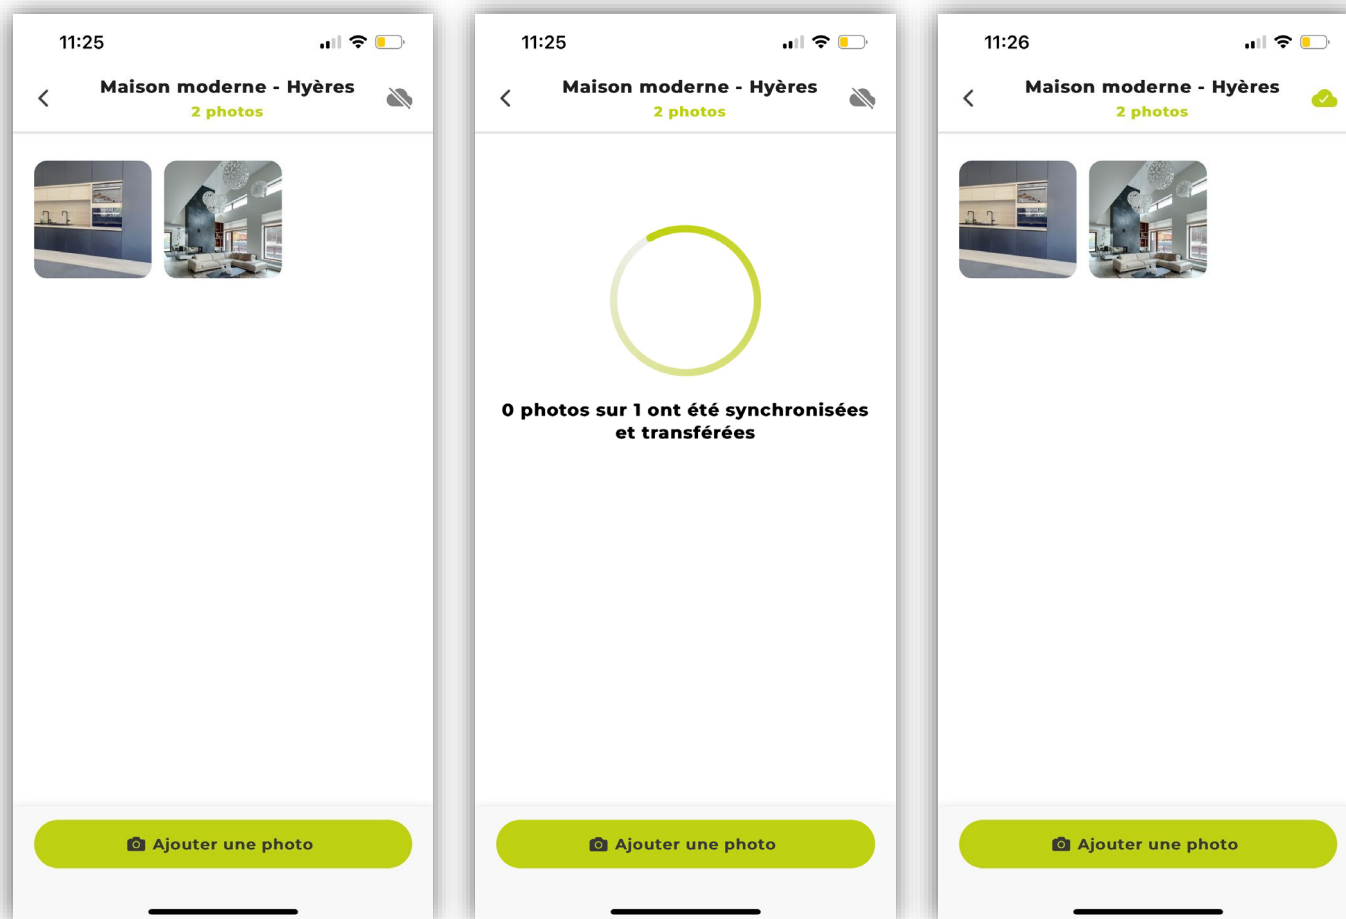 11:25
Maison moderne - Hyères
2 photos
Ajouter une photo
11:25
Maison moderne - Hyères
2 photos
0 photos sur 1 ont été synchronisées
et transférées
Ajouter une photo
11:26
Maison moderne - Hyères
2 photos
Ajouter une photo